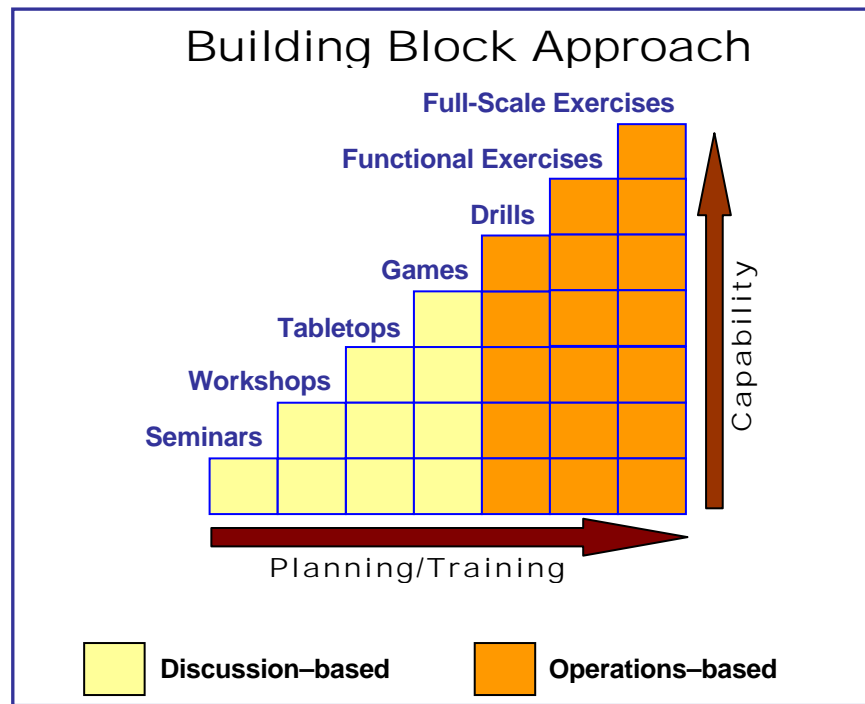 Building Block Approach
Full-Scale Exercises
Functional Exercises
Drills
Games
Tabletops
Workshops
Seminars
Capability
Planning/Training
Discussion–based
Operations–based